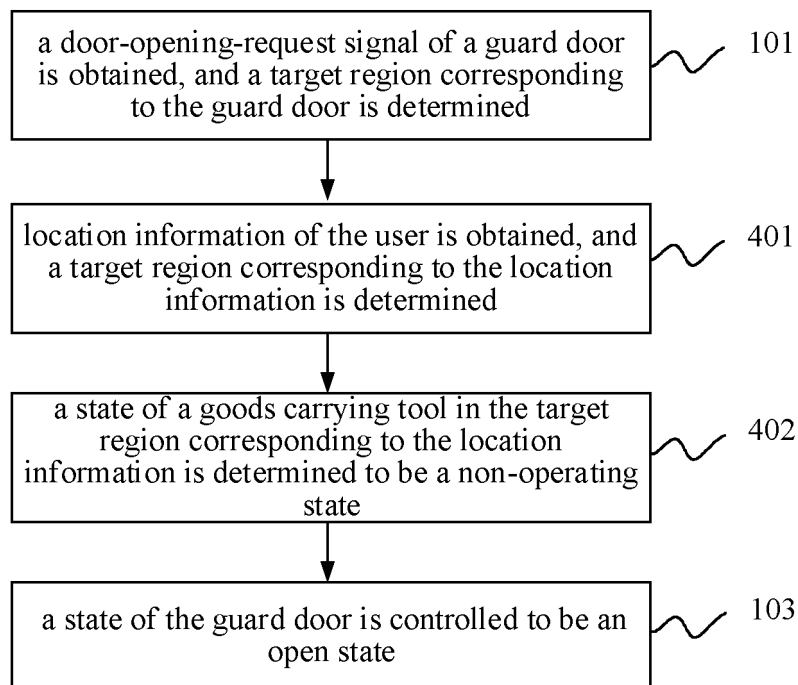 a door-opening-request signal of a guard door
is obtained, and a target region corresponding
to the guard door is determined
101
location information of the user is obtained, and
a target region corresponding to the location
information is determined
401
a state of a goods carrying tool in the target
region corresponding to the location
information is determined to be a non-operating
state
402
a state of the guard door is controlled to be an
open state
103